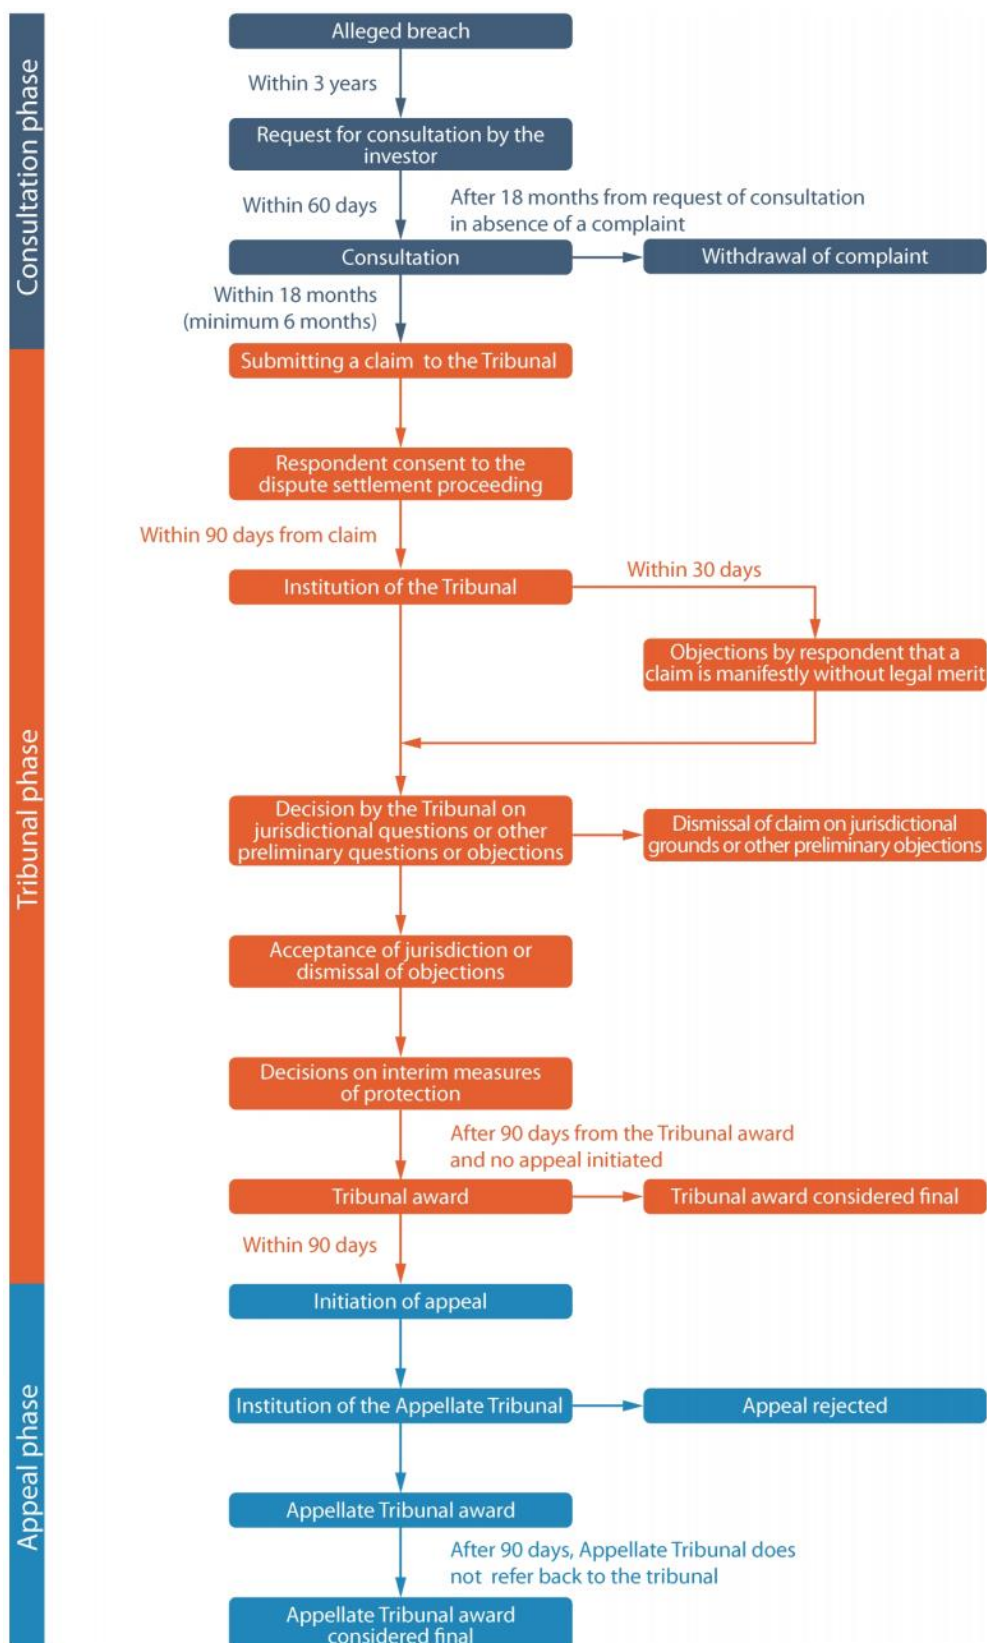 Consultation phase
Alleged breach
Within 3 years
Request for consultation by the
investor
Within 60 days
After 18 months from request of consultation
in absence of a complaint
Consultation
Withdrawal of complaint
Within 18 months
(minimum 6 months)
Tribunal phase
Submitting a claim to the Tribunal
Respondent consent to the
dispute settlement proceeding
Within 90 days from claim
Institution of the Tribunal
Within 30 days
Objections by respondent that a
claim is manifestly without legal merit
Decision by the Tribunal on
jurisdictional questions or other
preliminary questions or objections
Dismissal of claim on jurisdictional
grounds or other preliminary objections
Acceptance of jurisdiction or
dismissal of objections
Decisions on interim measures
of protection
After 90 days from the Tribunal award
and no appeal initiated
Tribunal award
Tribunal award considered final
Within 90 days
Appeal phase
Initiation of appeal
Institution of the Appellate Tribunal
Appeal rejected
Appellate Tribunal award
After 90 days, Appellate Tribunal does
not refer back to the tribunal
Appellate Tribunal award
considered final